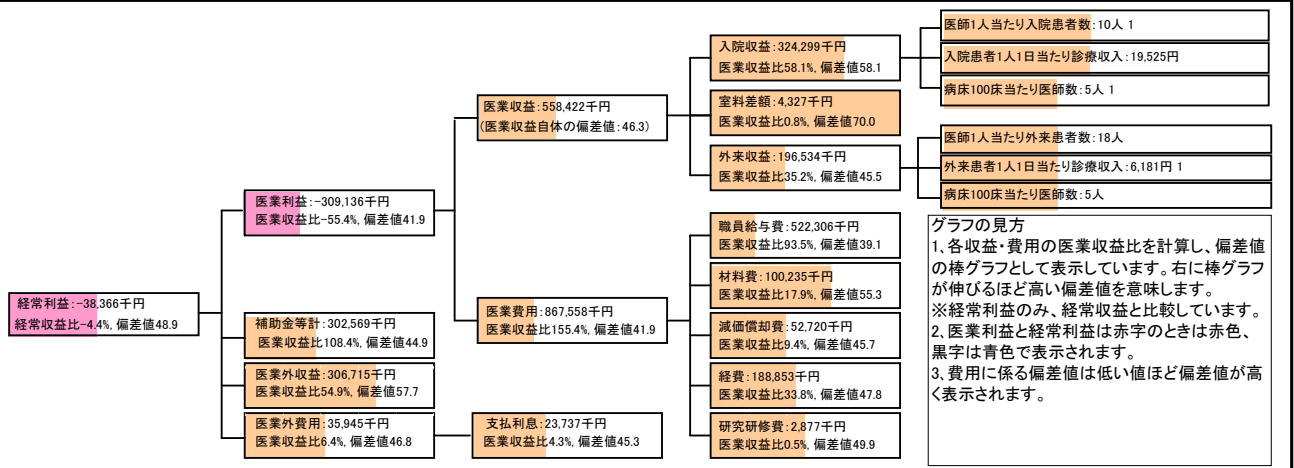 経常利益:-38,366千円
経常収益比-4.4%, 偏差値48.9
医業利益:-309,136千円
医業収益比-55.4%, 偏差値41.9
補助金等計:302,569千円
医業収益比108.4%, 偏差値44.9
医業外収益:306,715千円
医業収益比54.9%, 偏差値57.7
医業外費用:35,945千円
医業収益比6.4%, 偏差値46.8
医業収益:558,422千円
(医業収益自体の偏差値:46.3)
医業費用:867,558千円
医業収益比155.4%, 偏差値41.9
支払利息:23,737千円
医業収益比4.3%, 偏差値45.3
入院収益:324,299千円
医業収益比58.1%, 偏差値58.1
室料差額:4,327千円
医業収益比0.8%, 偏差値70.0
外来収益:196,534千円
医業収益比35.2%, 偏差値45.5
職員給与費:522,306千円
医業収益比93.5%, 偏差値39.1
材料費:100,235千円
医業収益比17.9%, 偏差値55.3
減価償却費:52,720千円
医業収益比9.4%, 偏差値45.7
経費:188,853千円
医業収益比33.8%, 偏差値47.8
研究研修費:2,877千円
医業収益比0.5%, 偏差値49.9
医師1人当たり入院患者数:10人 1
入院患者1人1日当たり診療収入:19,525円
病床100床当たり医師数:5人 1
医師1人当たり外来患者数:18人
外来患者1人1日当たり診療収入:6,181円 1
病床100床当たり医師数:5人
グラフの見方
1、各収益・費用の医業収益比を計算し、偏差値
の棒グラフとして表示しています。右に棒グラフ
が伸びるほど高い偏差値を意味します。
※経常利益のみ、経常収益と比較しています。
2、医業利益と経常利益は赤字のときは赤色、
黒字は青色で表示されます。
3、費用に係る偏差値は低い値ほど偏差値が高
く表示されます。